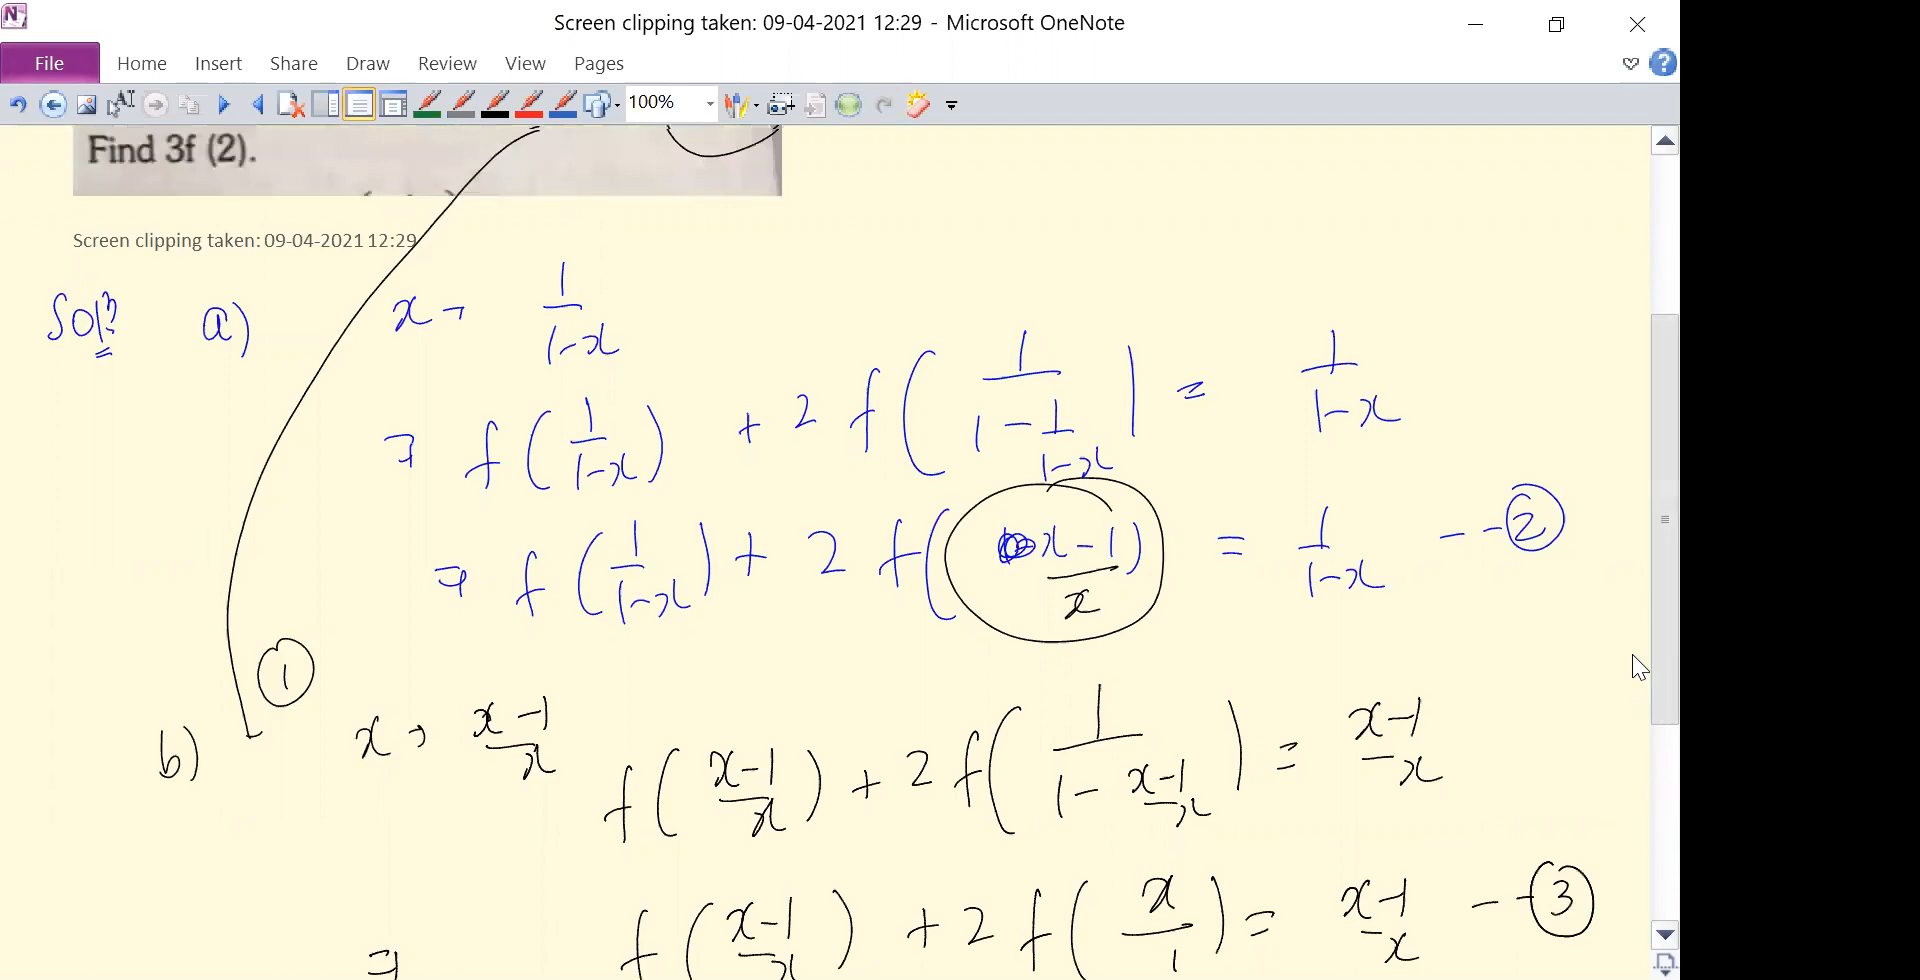 Screen clipping taken: 09-04-2021 12:29 - Microsoft OneNote
File Home Insert Share Draw Review View Pages
100%
Find 3f (2).
Screen clipping taken: 09-04-2021 12:29
Solⁿ a) x → 1/(1-x)
⇒ f(1/(1-x)) + 2f(1/(1 - 1/(1-x))) = 1/(1-x)
⇒ f(1/(1-x)) + 2f((x-1)/x) = 1/(1-x) -- ②
①
b) x → (x-1)/x
f((x-1)/x) + 2f(1/(1 - (x-1)/x)) = (x-1)/x
⇒ f((x-1)/x) + 2f(x/1) = (x-1)/x -- ③